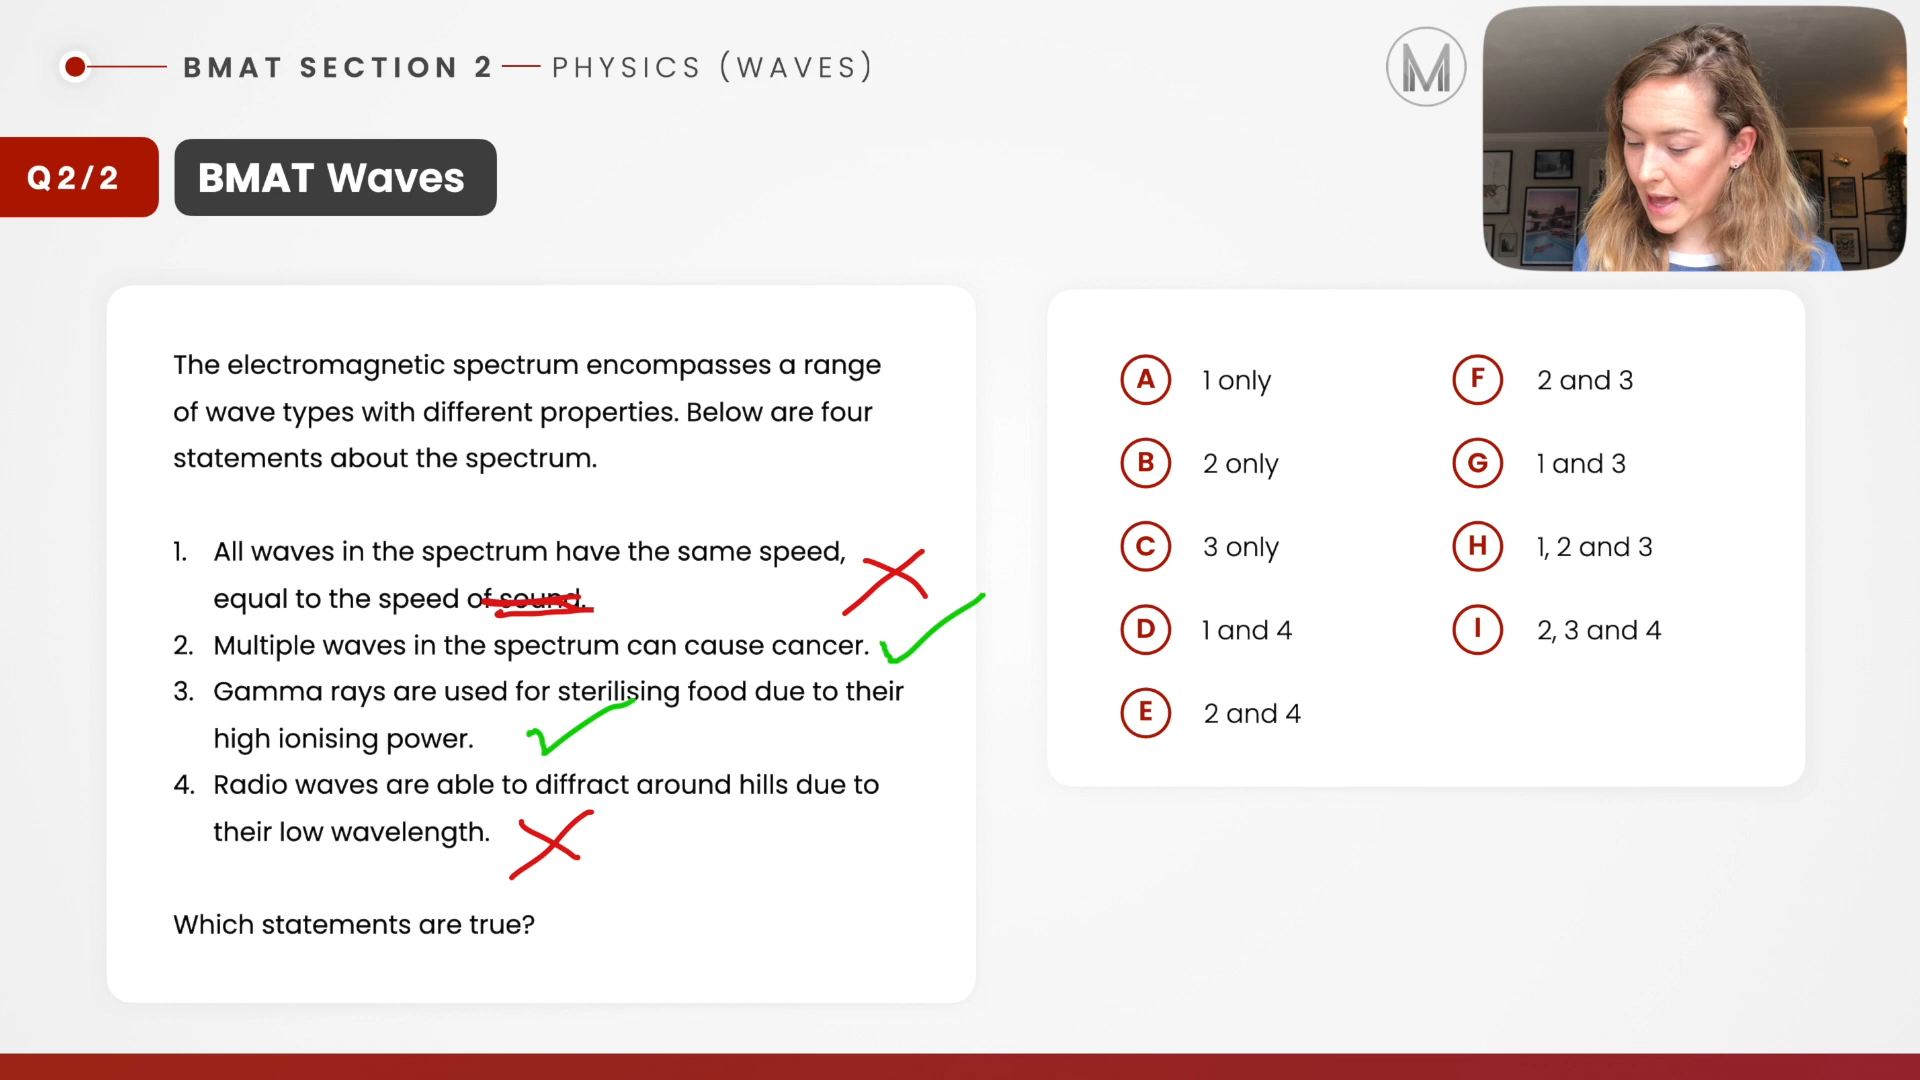 BMAT SECTION 2 — PHYSICS (WAVES)
M
Q2/2
BMAT Waves
The electromagnetic spectrum encompasses a range
of wave types with different properties. Below are four
statements about the spectrum.
1. All waves in the spectrum have the same speed,
equal to the speed of sound.
2. Multiple waves in the spectrum can cause cancer.
3. Gamma rays are used for sterilising food due to their
high ionising power.
4. Radio waves are able to diffract around hills due to
their low wavelength.
Which statements are true?
A 1 only
B 2 only
C 3 only
D 1 and 4
E 2 and 4
F 2 and 3
G 1 and 3
H 1, 2 and 3
I 2, 3 and 4